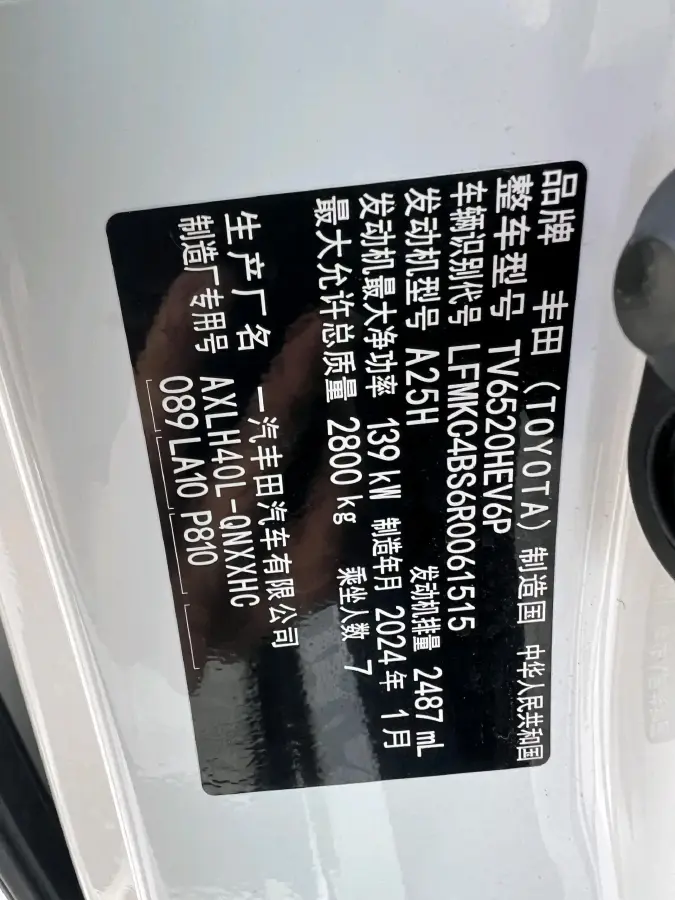 品牌 丰田 (TOYOTA) 制造国 中华人民共和国
整车型号 TV6520HEV6P
车辆识别代号 LFMKC4BS6R0061515
发动机型号 A25H 发动机排量 2487 mL
发动机最大净功率 139 kW 制造年月 2024 年 1 月
最大允许总质量 2800 kg 乘坐人数 7
生产厂名 一汽丰田汽车有限公司
制造厂专用号 AXLH40L-QNXXHC
089 LA10 P810